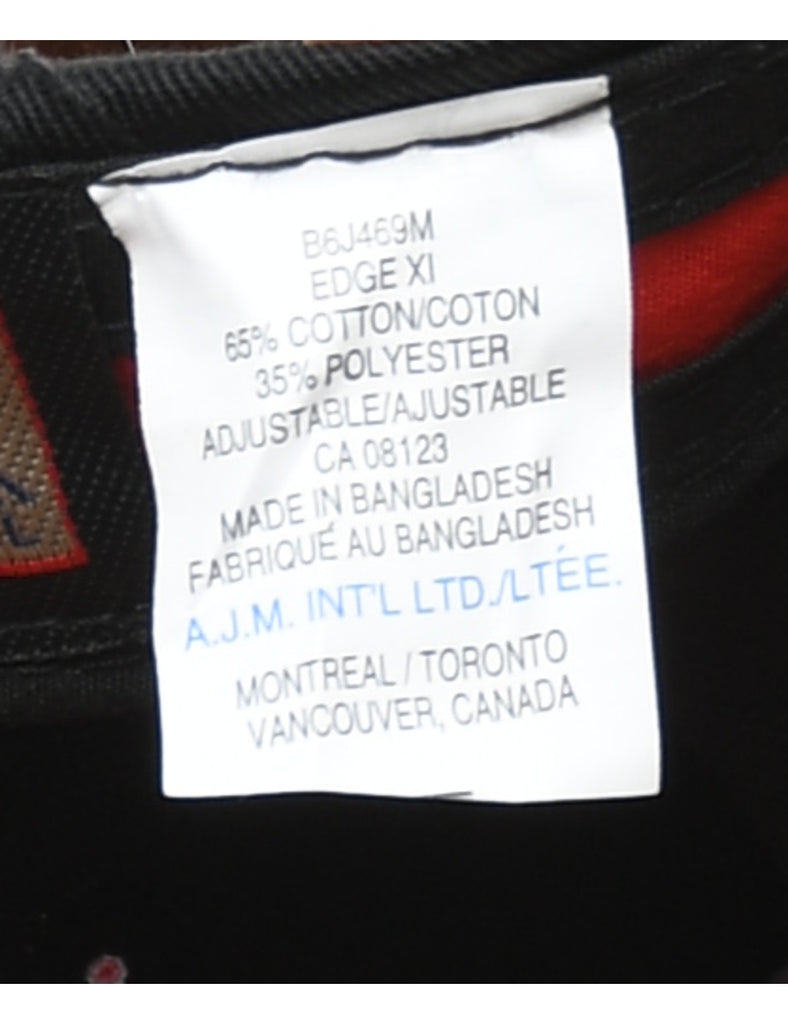 B6J469M
EDGE XI
65% COTTON/COTON
35% POLYESTER
ADJUSTABLE/AJUSTABLE
CA 08123
MADE IN BANGLADESH
FABRIQUÉ AU BANGLADESH
A.J.M. INT'L LTD./LTÉE.
MONTREAL / TORONTO
VANCOUVER, CANADA